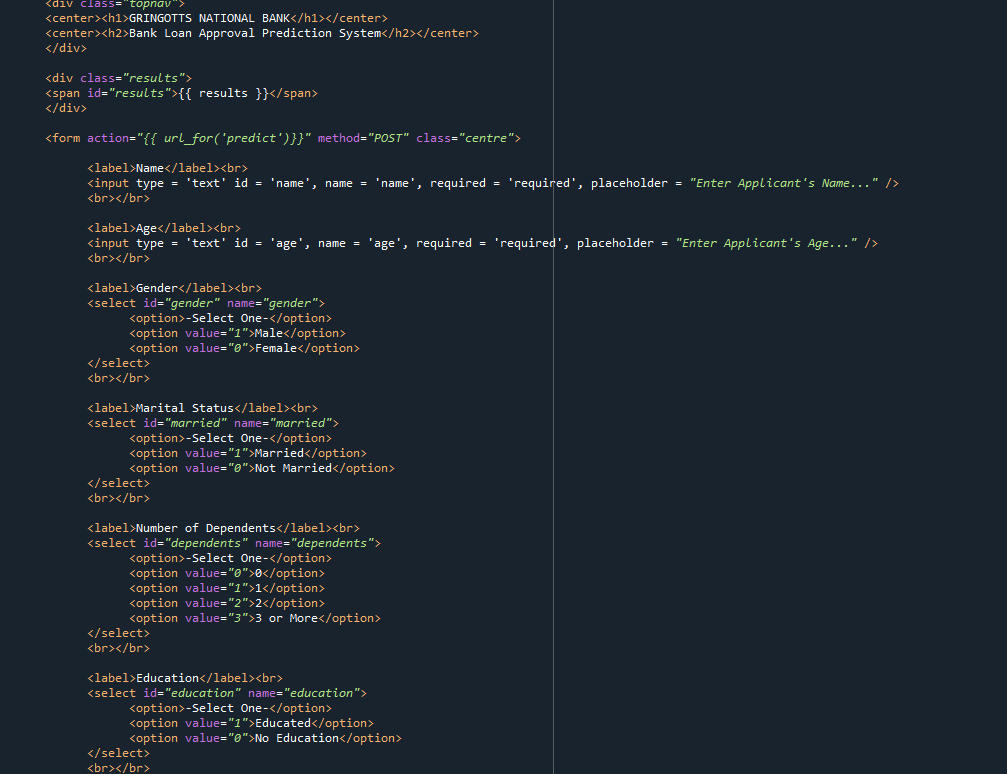 <div class="topnav">
<center><h1>GRINGOTTS NATIONAL BANK</h1></center>
<center><h2>Bank Loan Approval Prediction System</h2></center>
</div>
<div class="results">
<span id="results">{{ results }}</span>
</div>
<form action="{{ url_for('predict')}}" method="POST" class="centre">
<label>Name</label><br>
<input type = 'text' id = 'name', name = 'name', required = 'required', placeholder = "Enter Applicant's Name..." />
<br></br>
<label>Age</label><br>
<input type = 'text' id = 'age', name = 'age', required = 'required', placeholder = "Enter Applicant's Age..." />
<br></br>
<label>Gender</label><br>
<select id="gender" name="gender">
<option>-Select One-</option>
<option value="1">Male</option>
<option value="0">Female</option>
</select>
<br></br>
<label>Marital Status</label><br>
<select id="married" name="married">
<option>-Select One-</option>
<option value="1">Married</option>
<option value="0">Not Married</option>
</select>
<br></br>
<label>Number of Dependents</label><br>
<select id="dependents" name="dependents">
<option>-Select One-</option>
<option value="0">0</option>
<option value="1">1</option>
<option value="2">2</option>
<option value="3">3 or More</option>
</select>
<br></br>
<label>Education</label><br>
<select id="education" name="education">
<option>-Select One-</option>
<option value="1">Educated</option>
<option value="0">No Education</option>
</select>
<br></br>